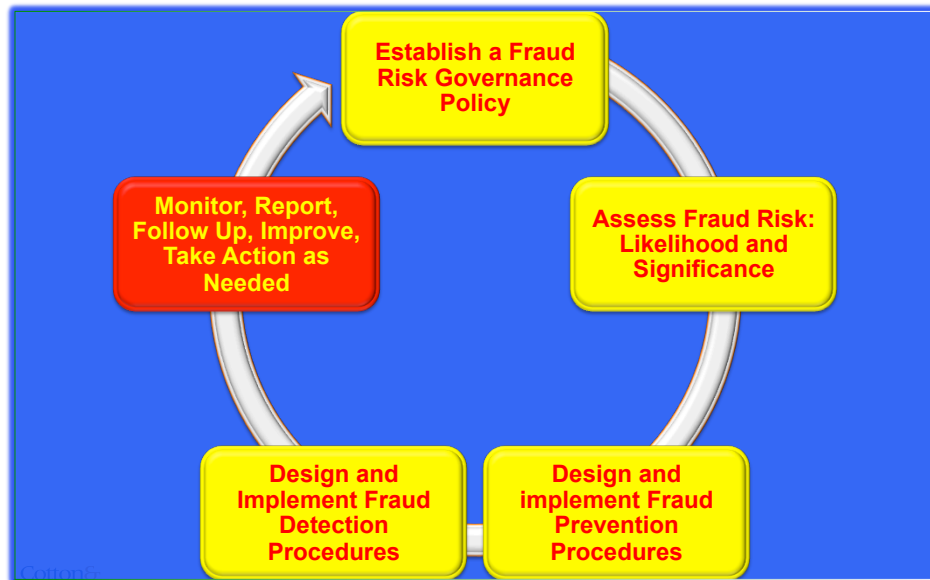 Establish a Fraud
Risk Governance
Policy
Assess Fraud Risk:
Likelihood and
Significance
Design and
implement Fraud
Prevention
Procedures
Design and
Implement Fraud
Detection
Procedures
Monitor, Report,
Follow Up, Improve,
Take Action as
Needed
Cotton&